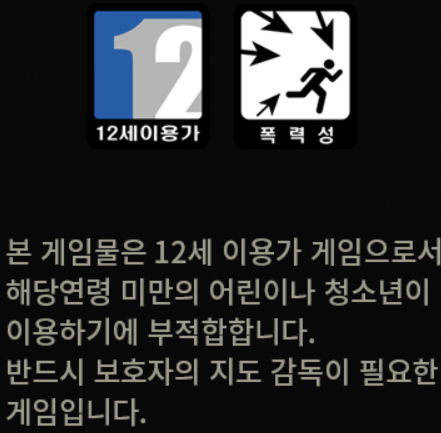 12
12세이용가
폭력성
본 게임물은 12세 이용가 게임으로서
해당연령 미만의 어린이나 청소년이
이용하기에 부적합합니다.
반드시 보호자의 지도 감독이 필요한
게임입니다.